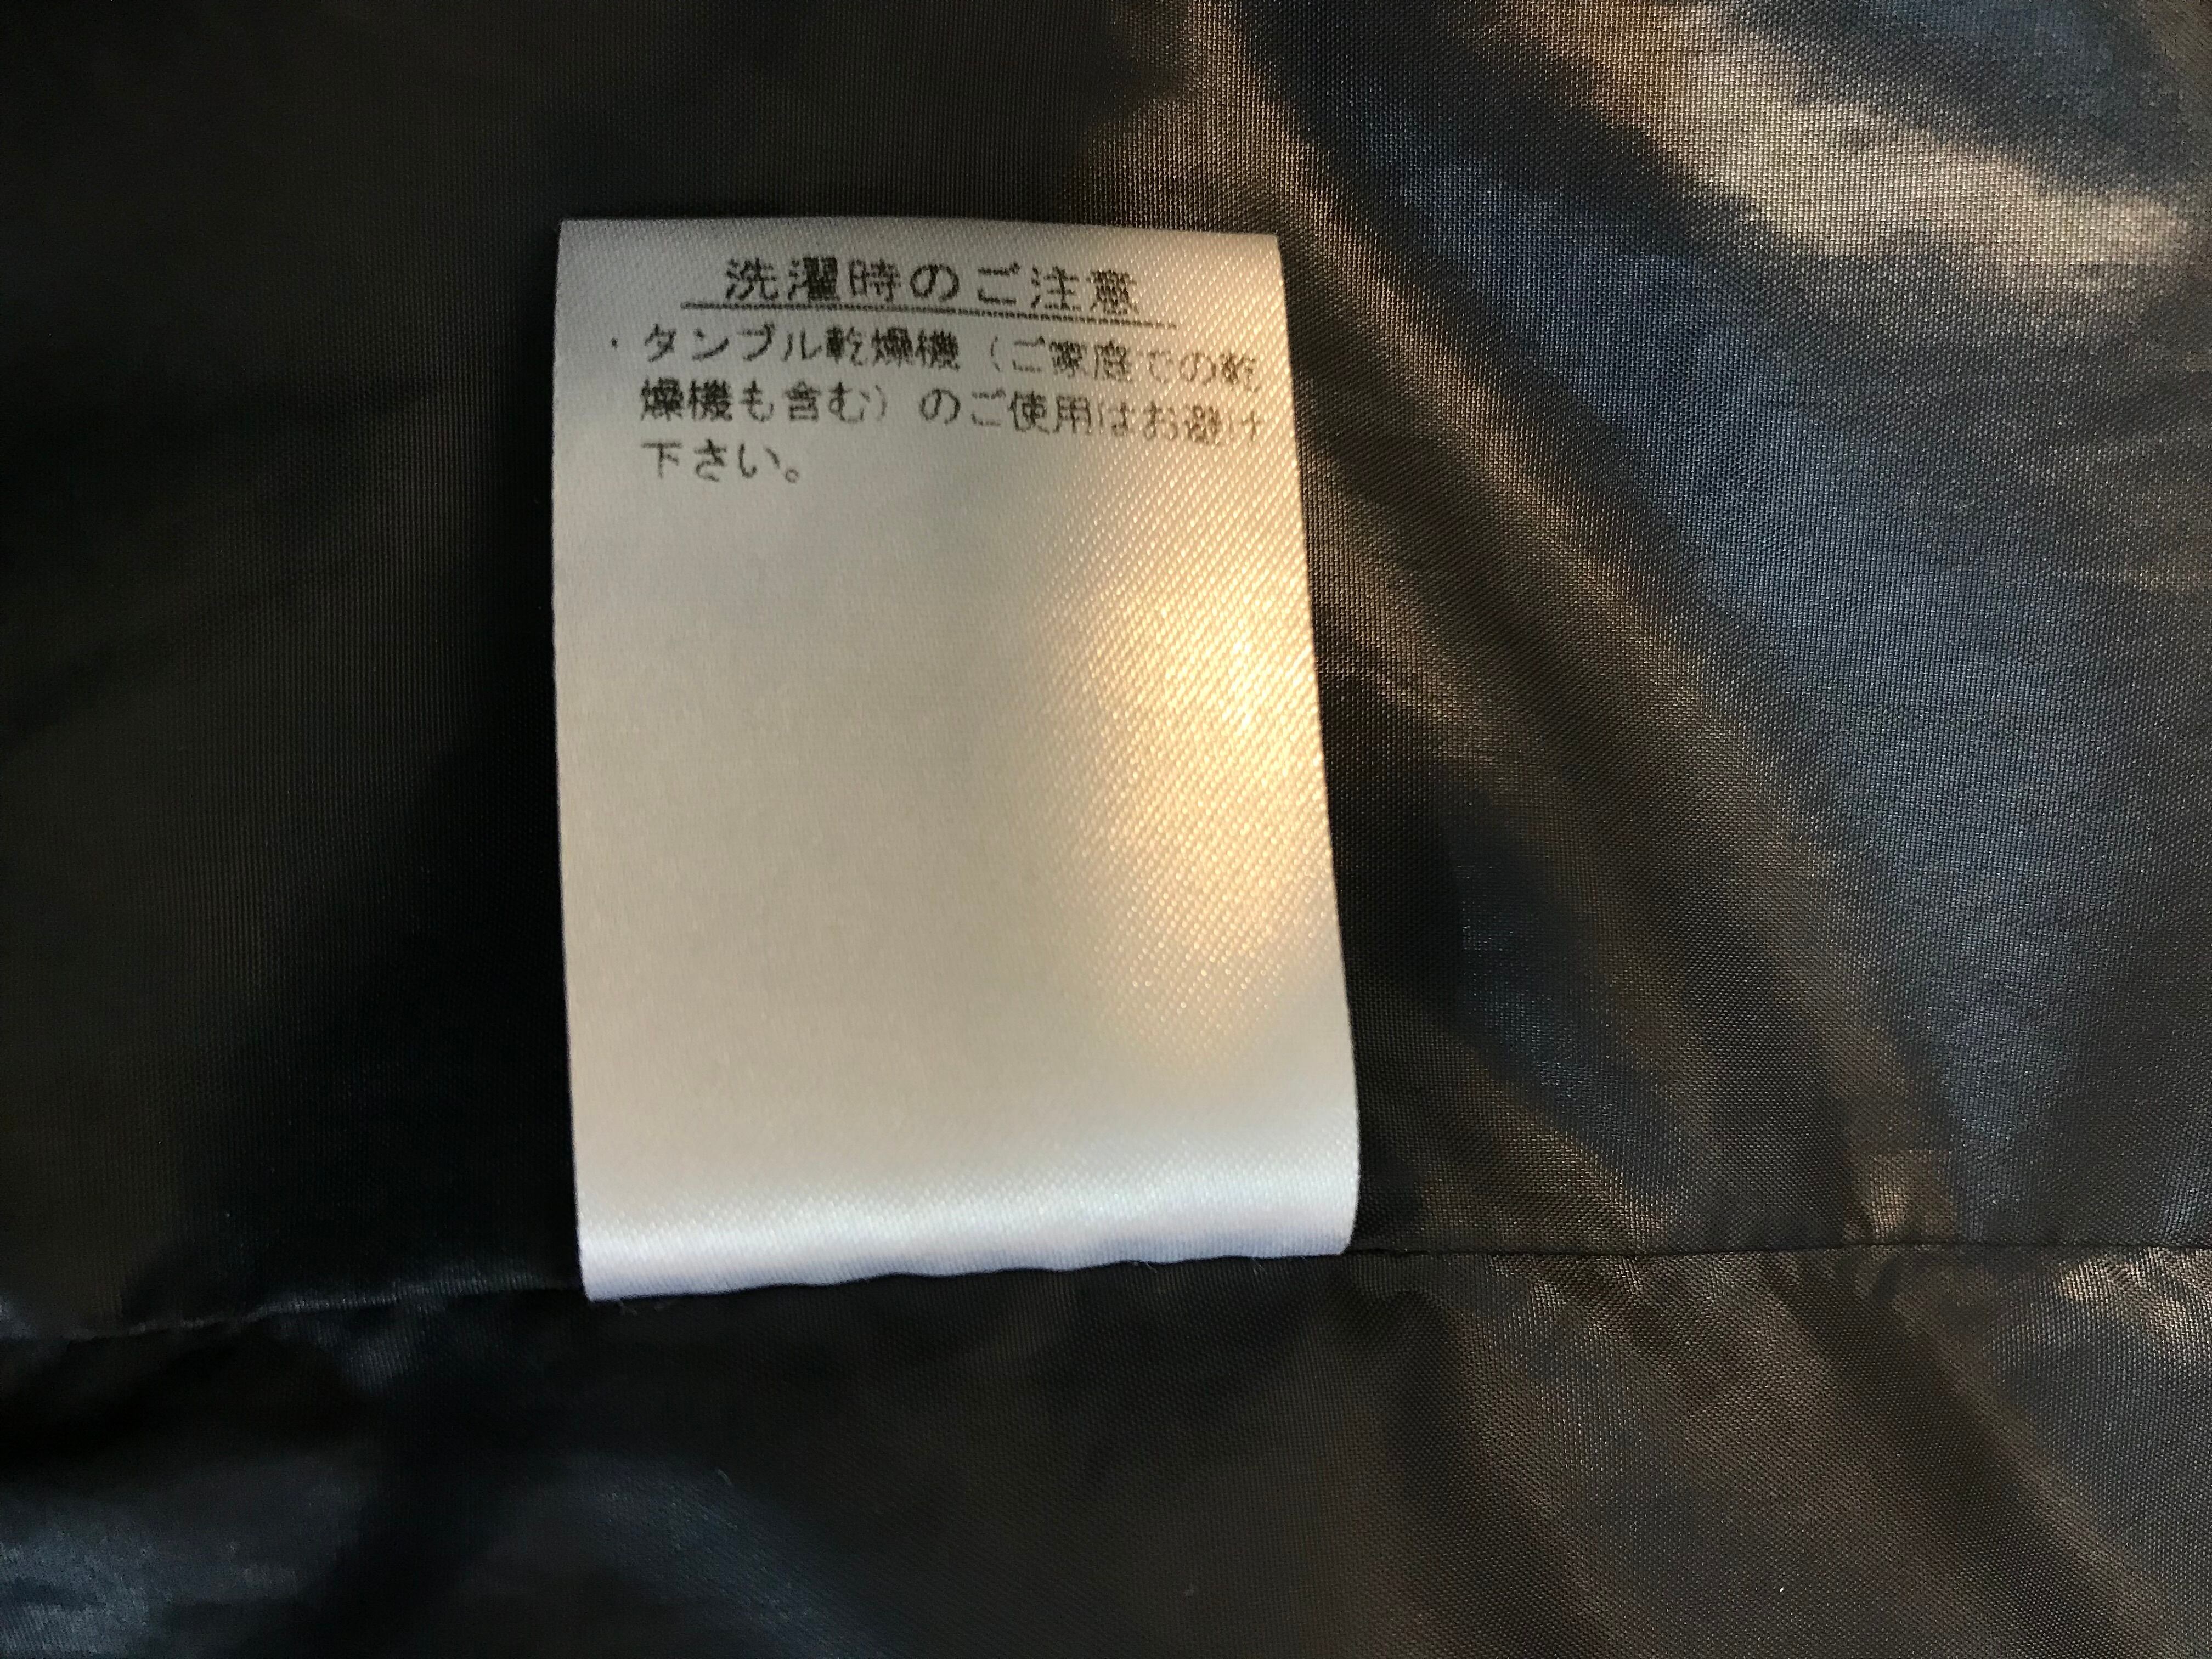 洗濯時のご注意
・タンブル乾燥機（ご家庭での乾
燥機も含む）のご使用はお避け
下さい。